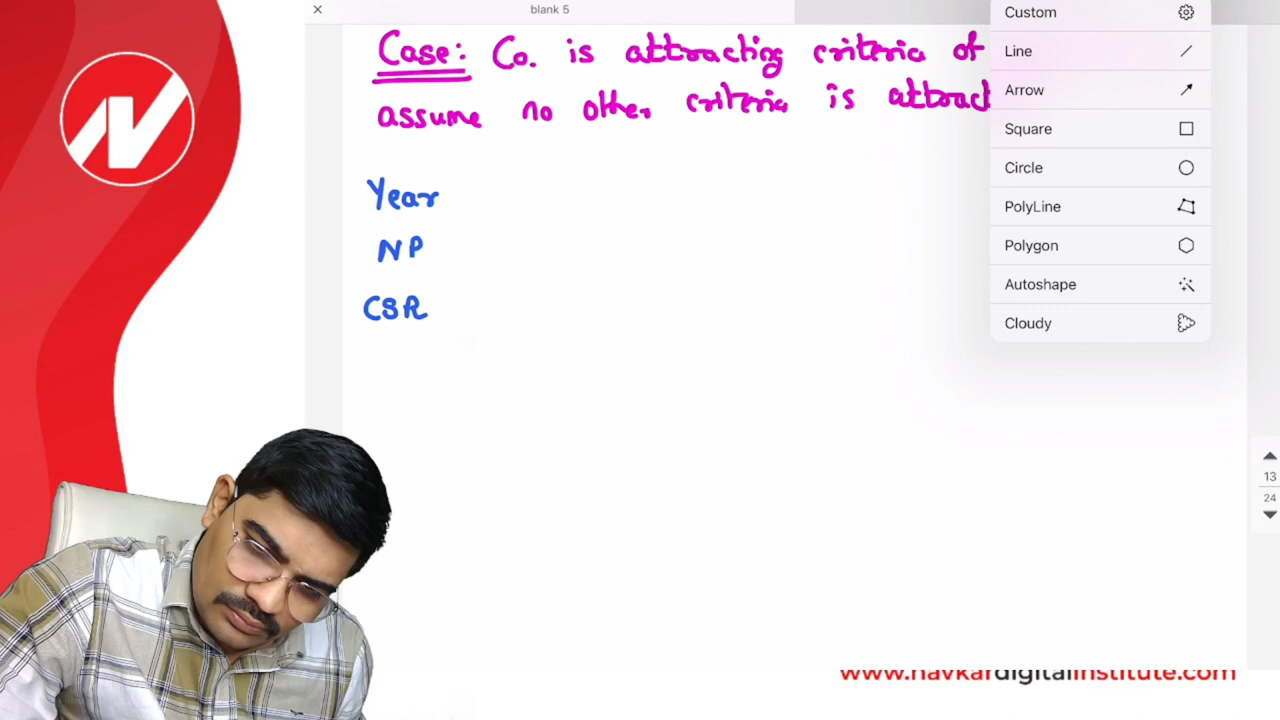 blank 5
Case: Co. is attracting criteria of
assume no other criteria is attract
Year
NP
CSR
Custom
Line
Arrow
Square
Circle
PolyLine
Polygon
Autoshape
Cloudy
13
24
www.navkardigitalinstitute.com